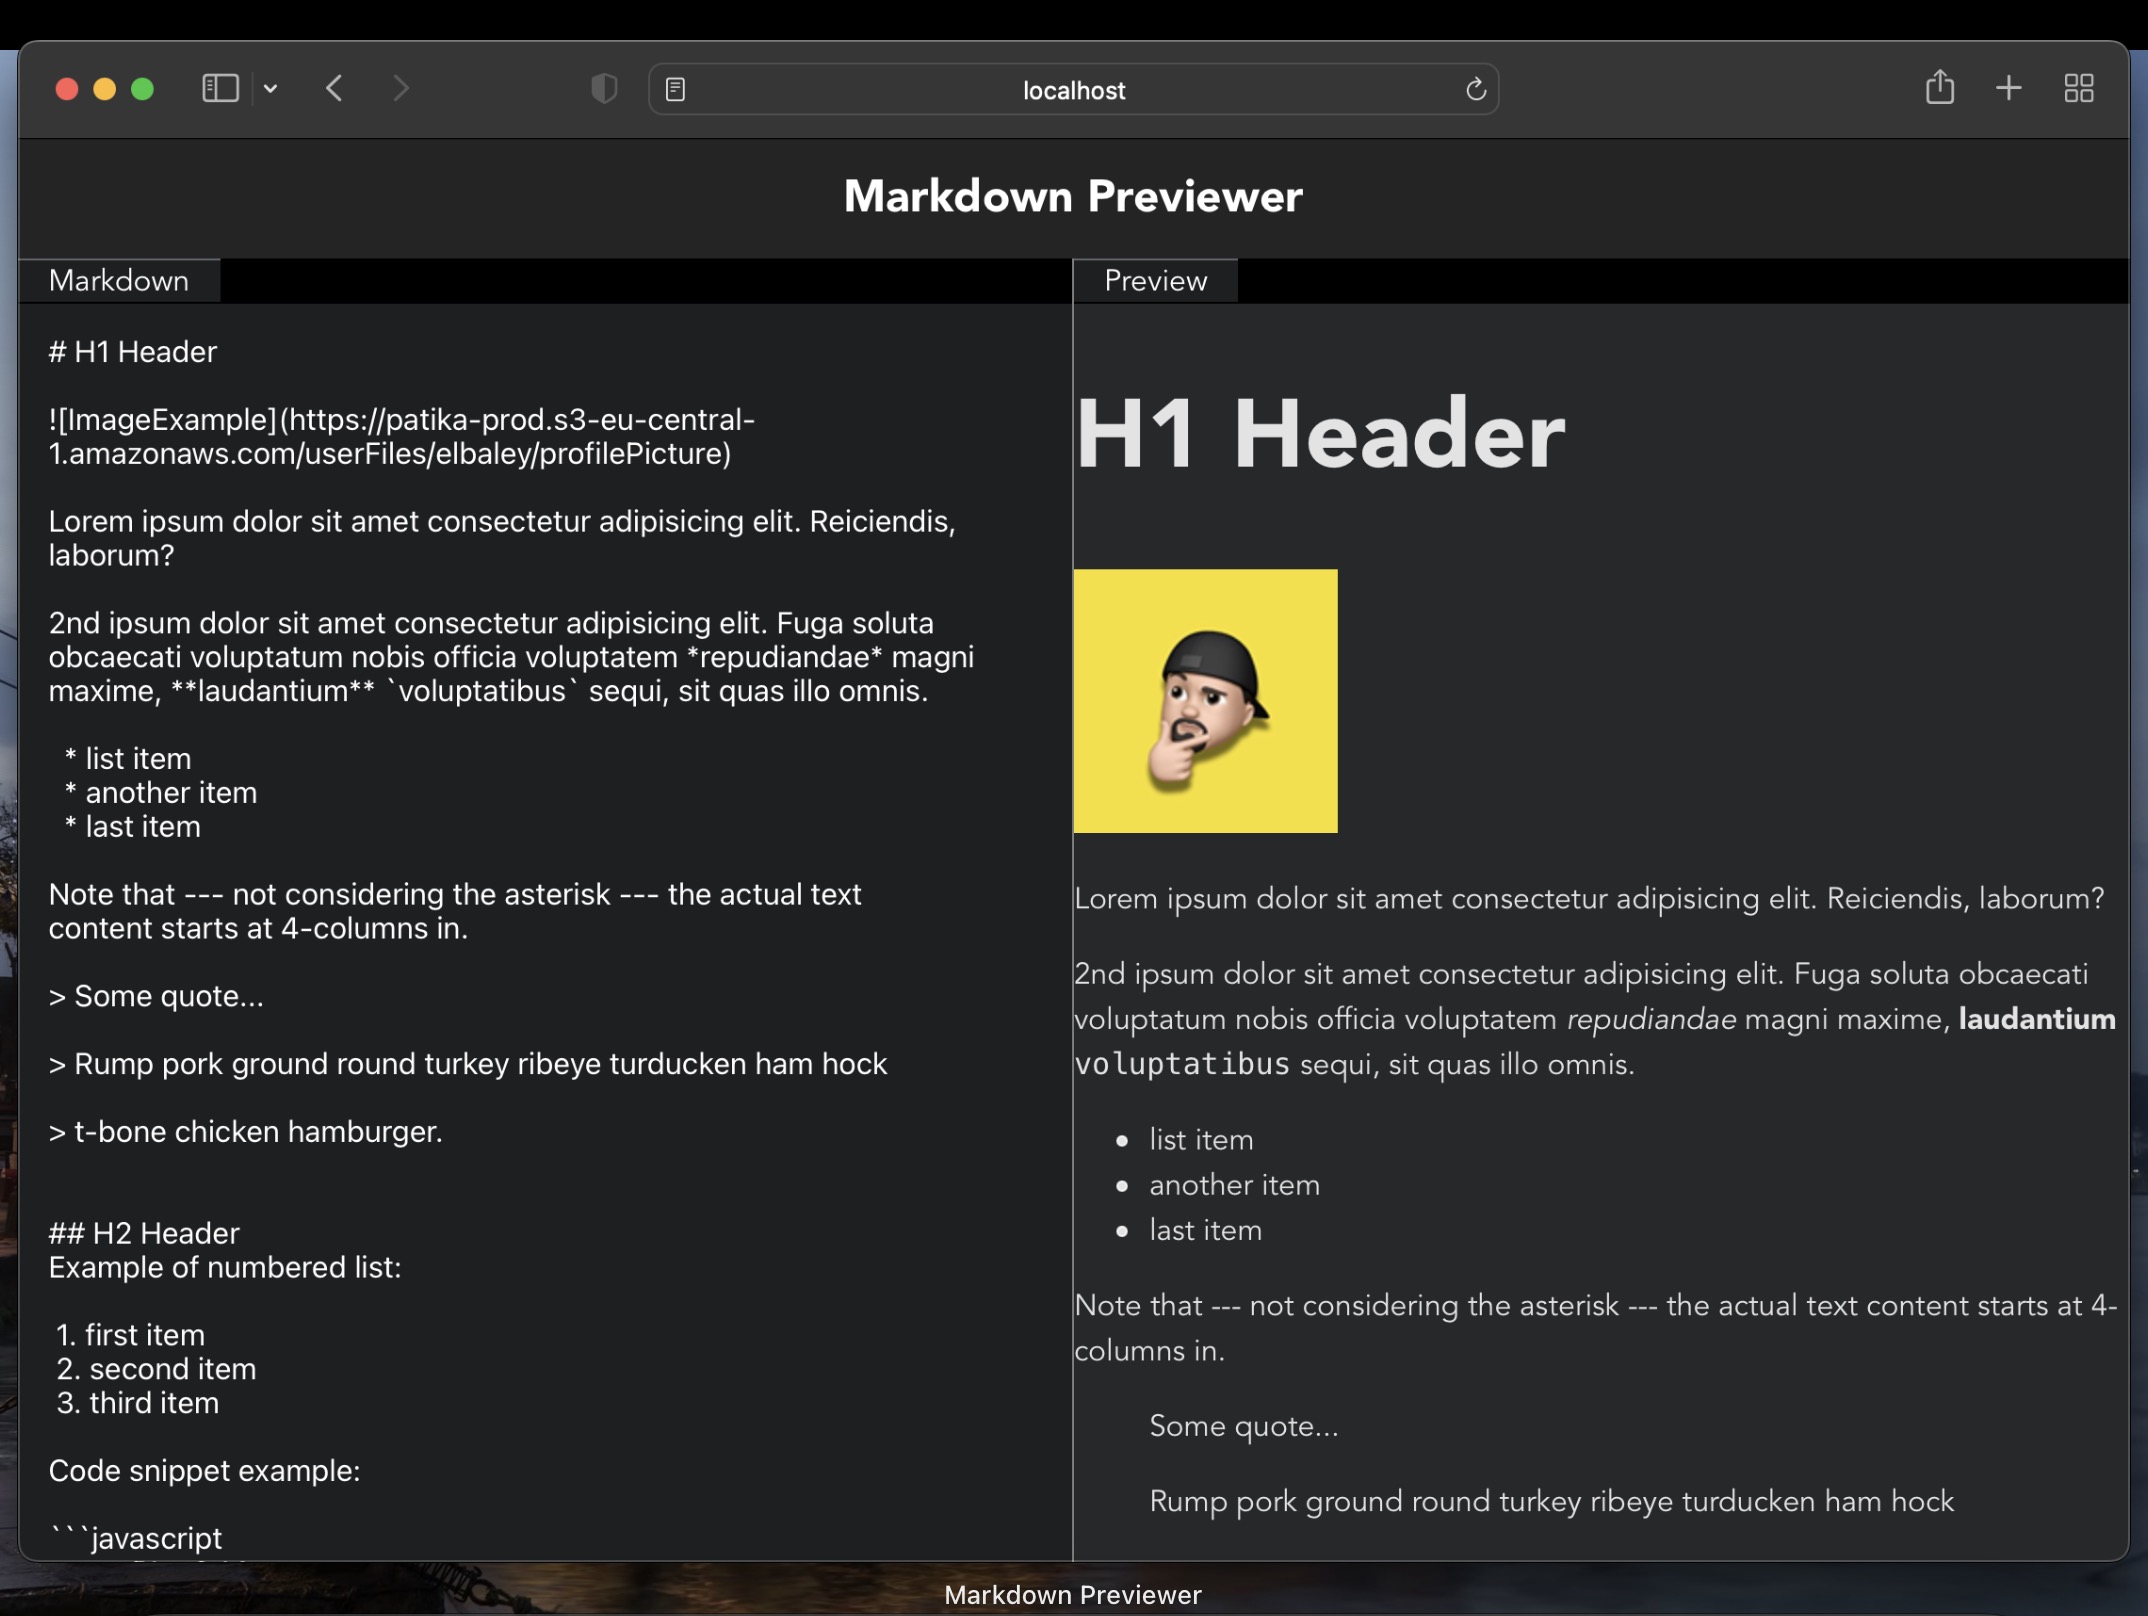 localhost
Markdown Previewer
Markdown
# H1 Header
![ImageExample](https://patika-prod.s3-eu-central-
1.amazonaws.com/userFiles/elbaley/profilePicture)
Lorem ipsum dolor sit amet consectetur adipisicing elit. Reiciendis,
laborum?
2nd ipsum dolor sit amet consectetur adipisicing elit. Fuga soluta
obcaecati voluptatum nobis officia voluptatem *repudiandae* magni
maxime, **laudantium** `voluptatibus` sequi, sit quas illo omnis.
* list item
* another item
* last item
Note that --- not considering the asterisk --- the actual text
content starts at 4-columns in.
> Some quote...
> Rump pork ground round turkey ribeye turducken ham hock
> t-bone chicken hamburger.
## H2 Header
Example of numbered list:
1. first item
2. second item
3. third item
Code snippet example:
```javascript
Preview
H1 Header
Lorem ipsum dolor sit amet consectetur adipisicing elit. Reiciendis, laborum?
2nd ipsum dolor sit amet consectetur adipisicing elit. Fuga soluta obcaecati
voluptatum nobis officia voluptatem repudiandae magni maxime, laudantium
voluptatibus sequi, sit quas illo omnis.
• list item
• another item
• last item
Note that --- not considering the asterisk --- the actual text content starts at 4-
columns in.
Some quote...
Rump pork ground round turkey ribeye turducken ham hock
Markdown Previewer